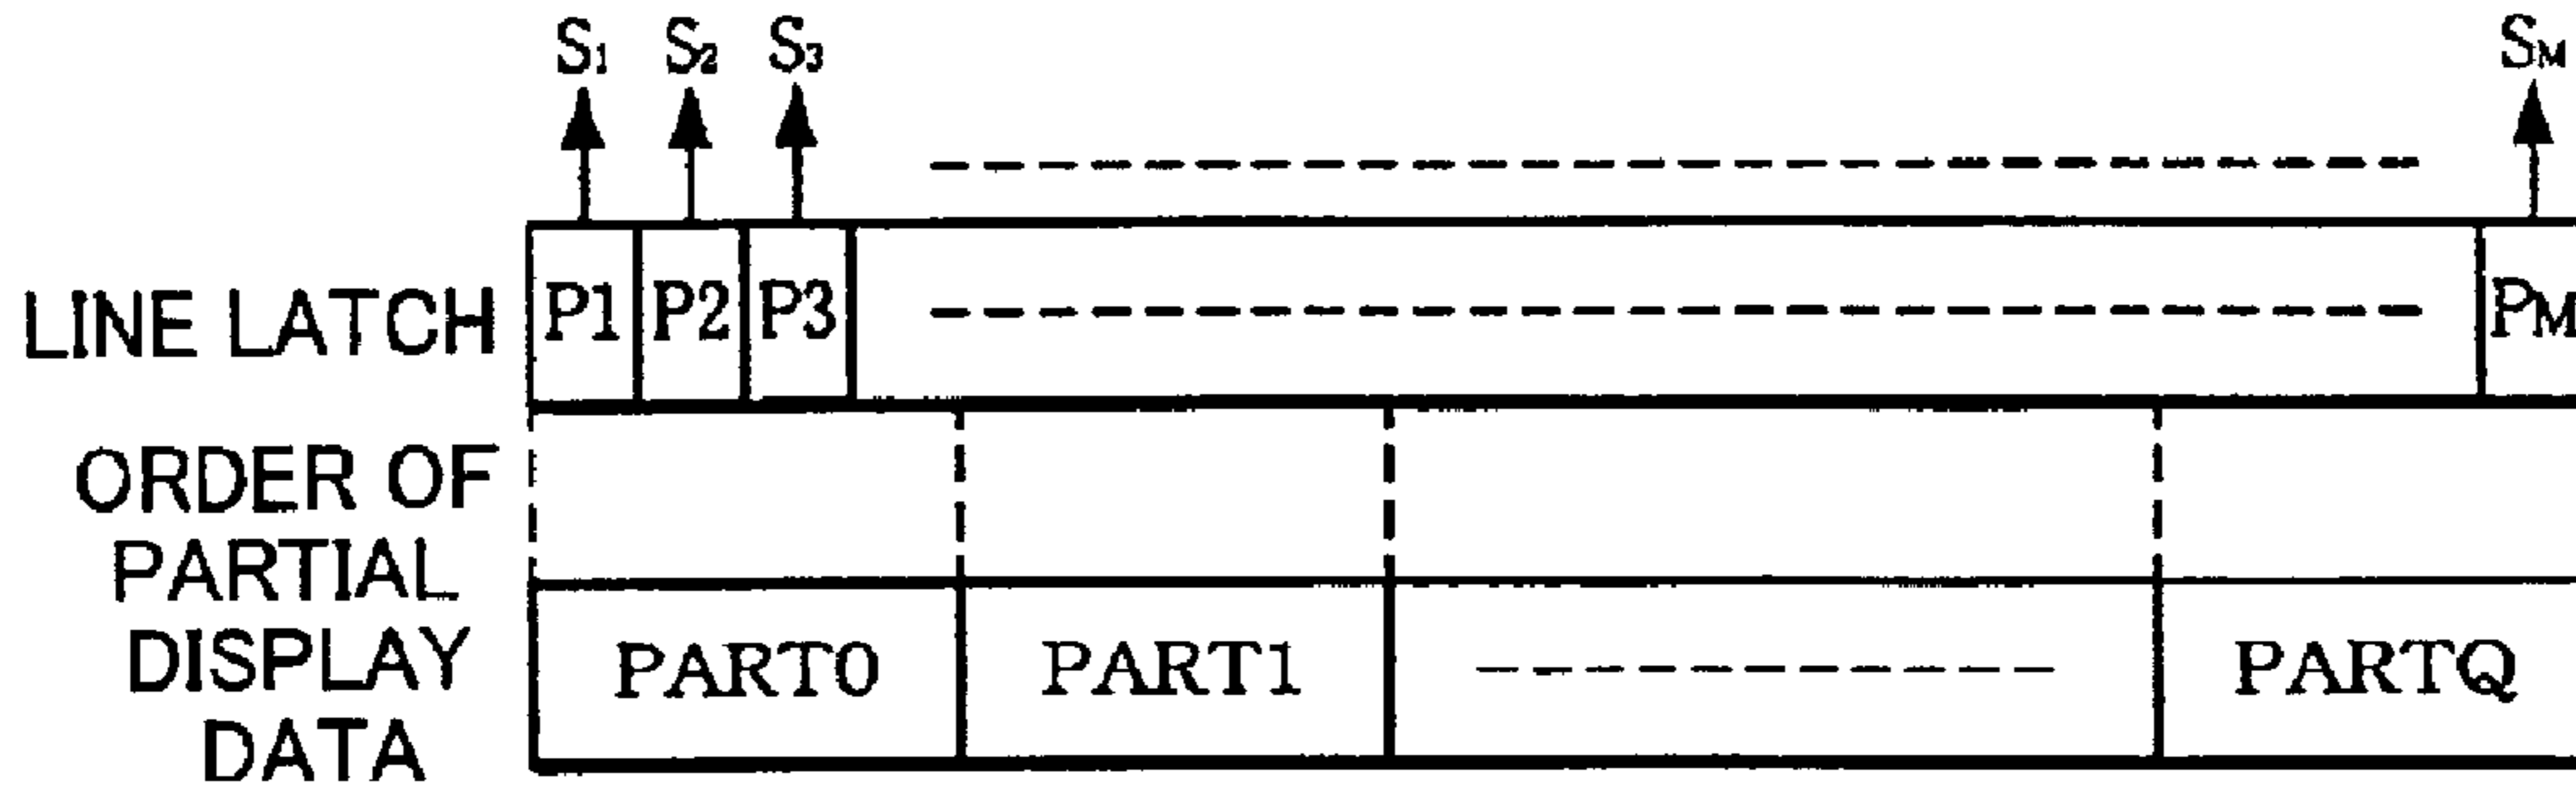 S1 S2 S3 SM
LINE LATCH P1 P2 P3 PM
ORDER OF
PARTIAL
DISPLAY
DATA
PART0 PART1 PARTQ